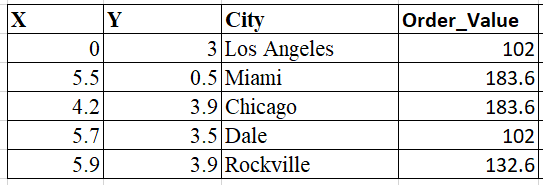 X Y City Order_Value
0 3 Los Angeles 102
5.5 0.5 Miami 183.6
4.2 3.9 Chicago 183.6
5.7 3.5 Dale 102
5.9 3.9 Rockville 132.6